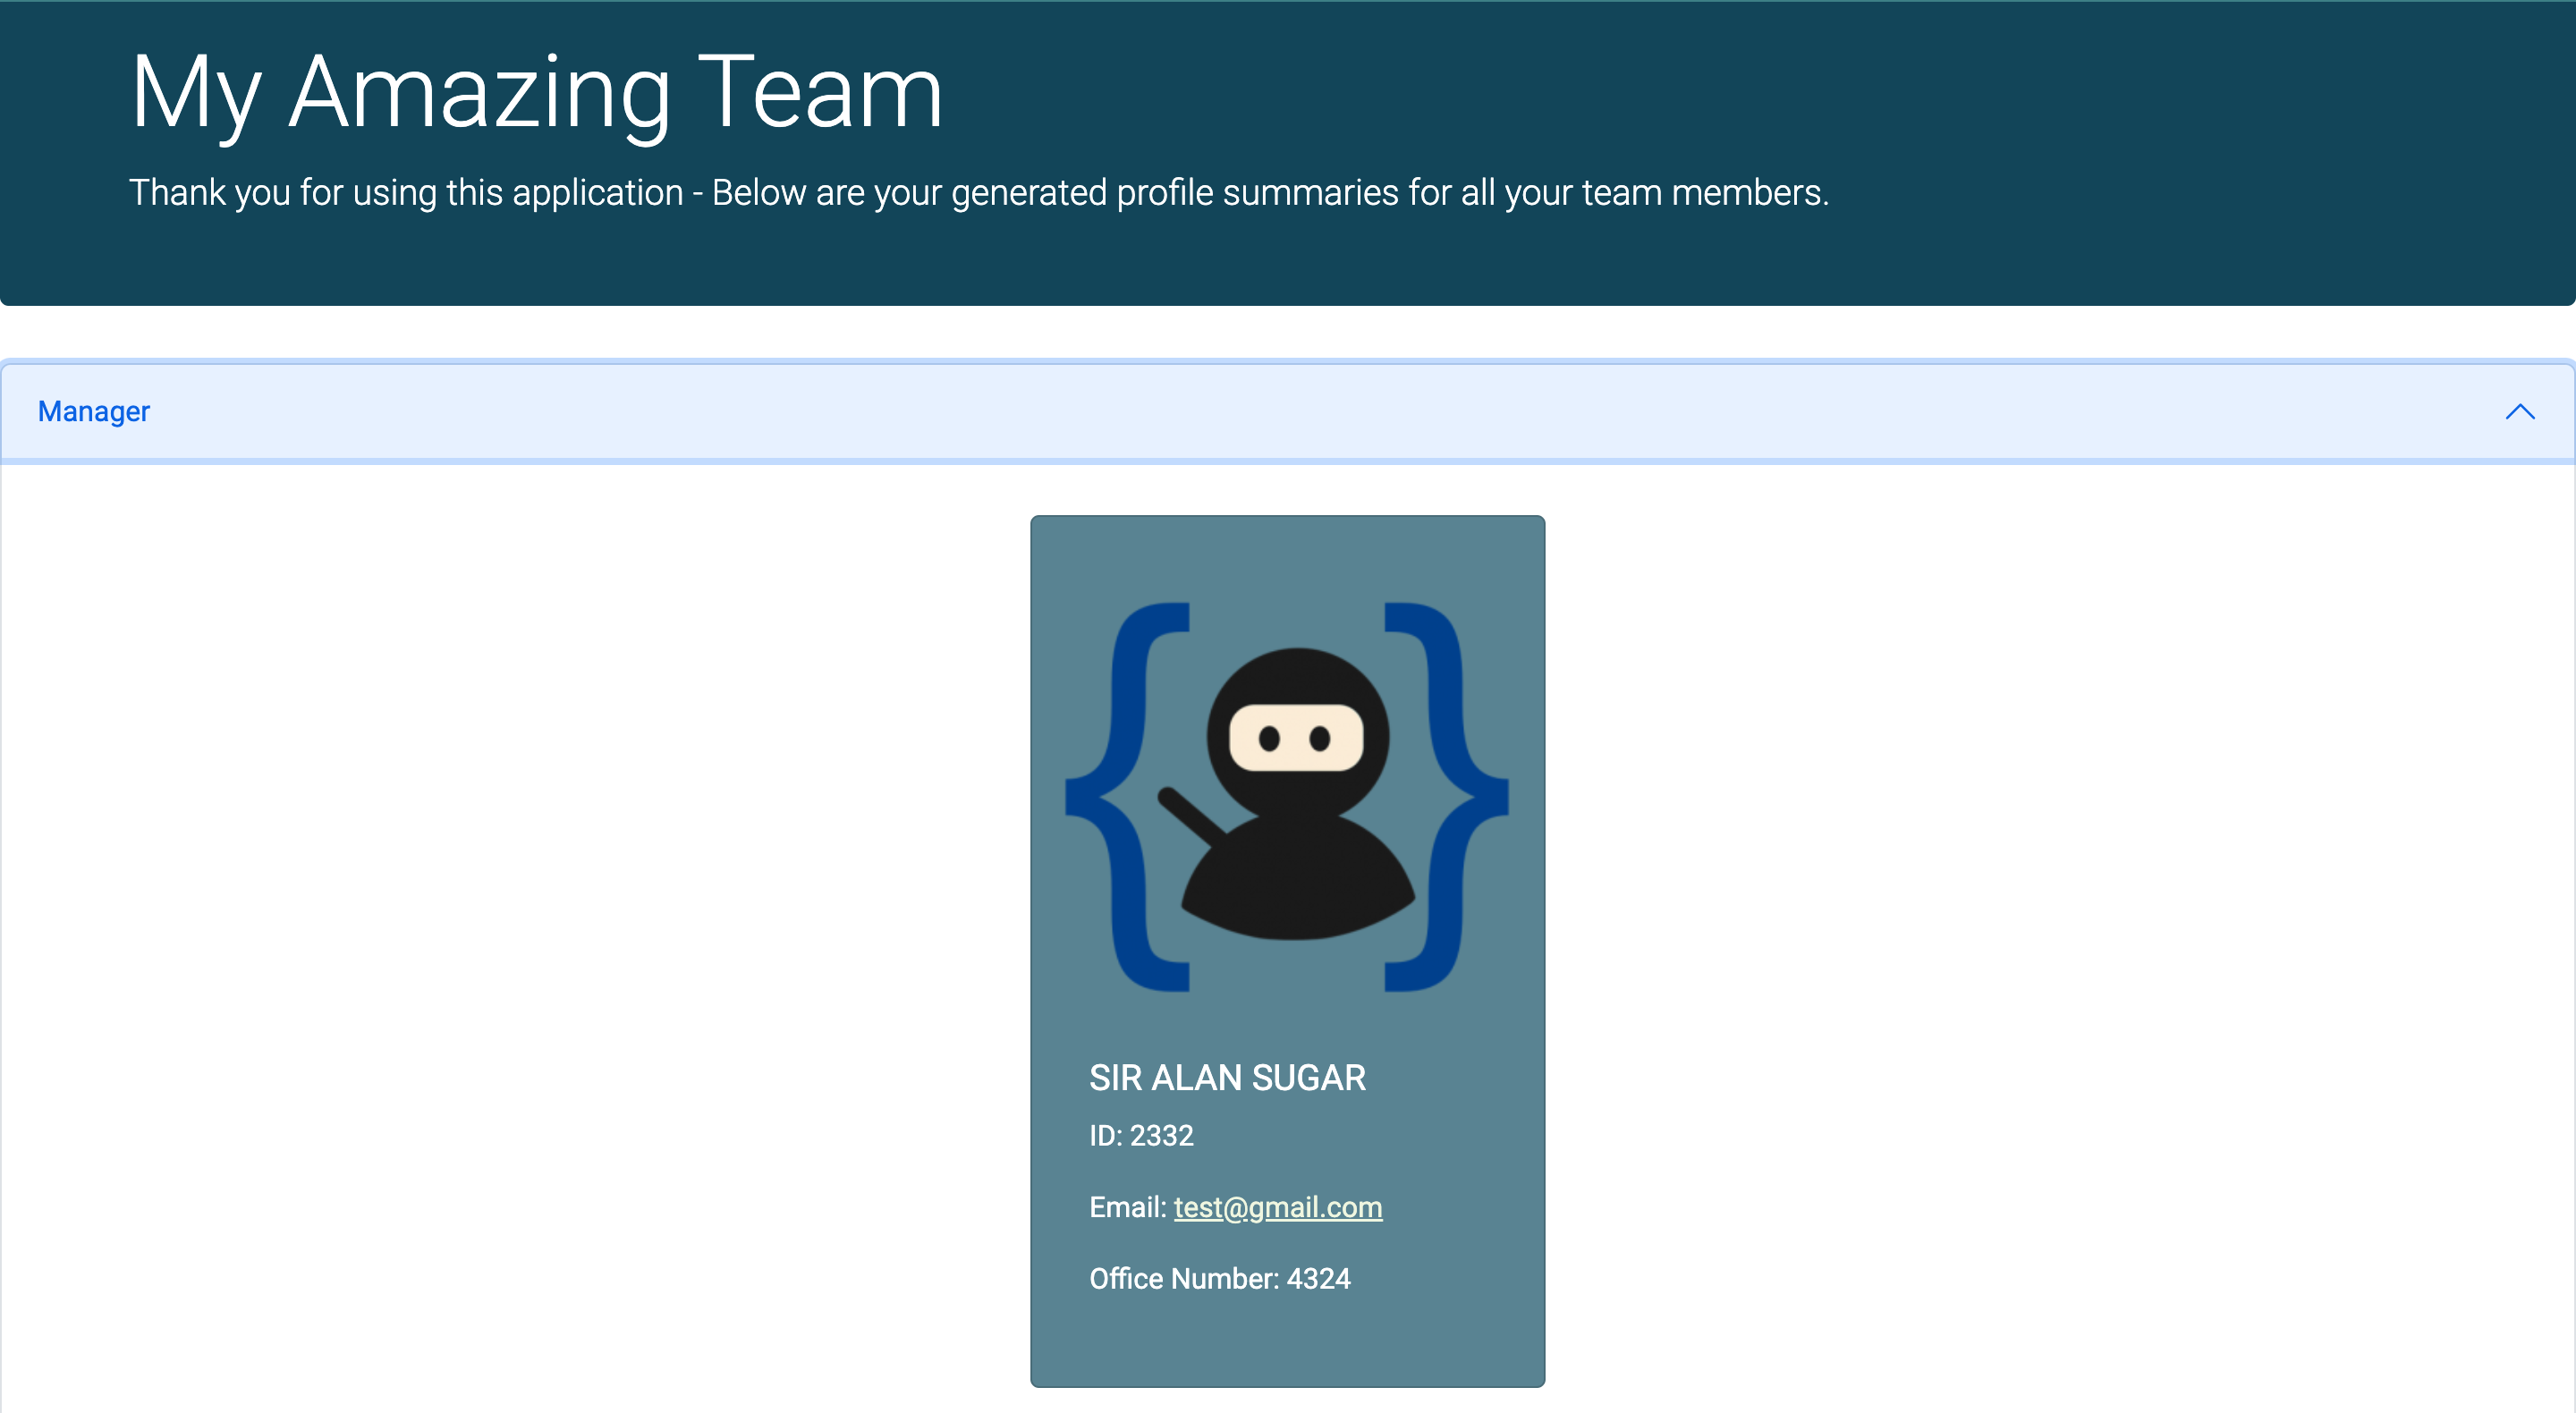 My Amazing Team
Thank you for using this application - Below are your generated profile summaries for all your team members.
Manager
SIR ALAN SUGAR
ID: 2332
Email: test@gmail.com
Office Number: 4324